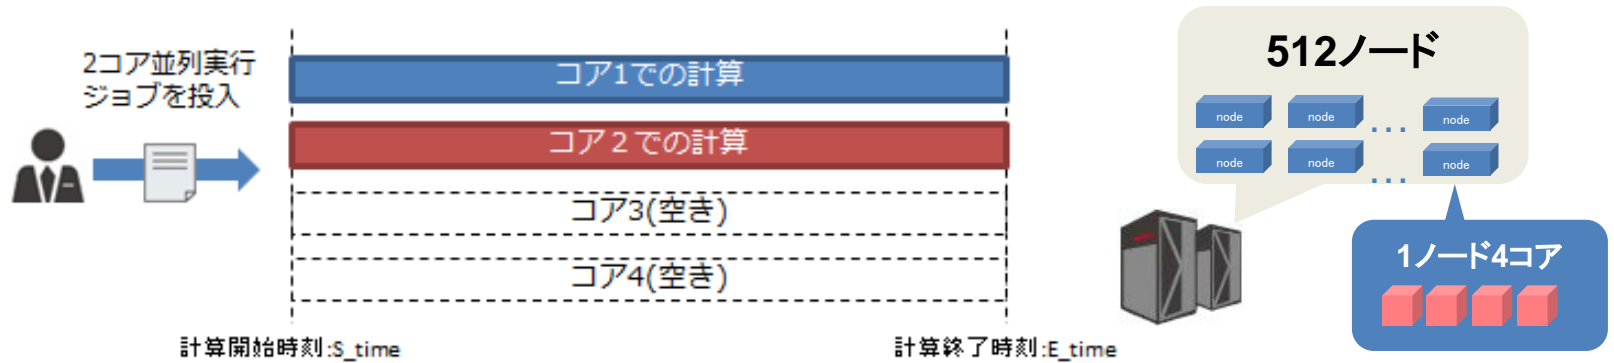 2コア並列実行
ジョブを投入
コア1での計算
コア２での計算
コア3(空き)
コア4(空き)
計算開始時刻:S_time
計算終了時刻:E_time
512ノード
node
node
...
node
node
node
...
node
1ノード4コア